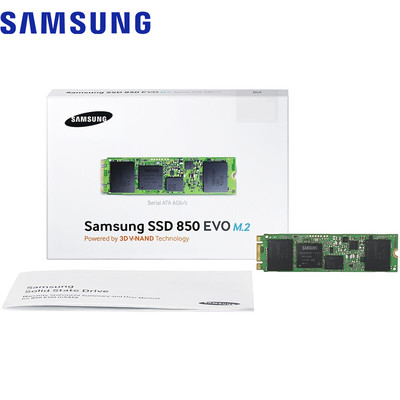 SAMSUNG
SAMSUNG
Serial ATA 6Gb/s
Samsung SSD 850 EVO M.2
Powered by 3D V-NAND Technology
SAMSUNG
Samsung
Solid State Drive